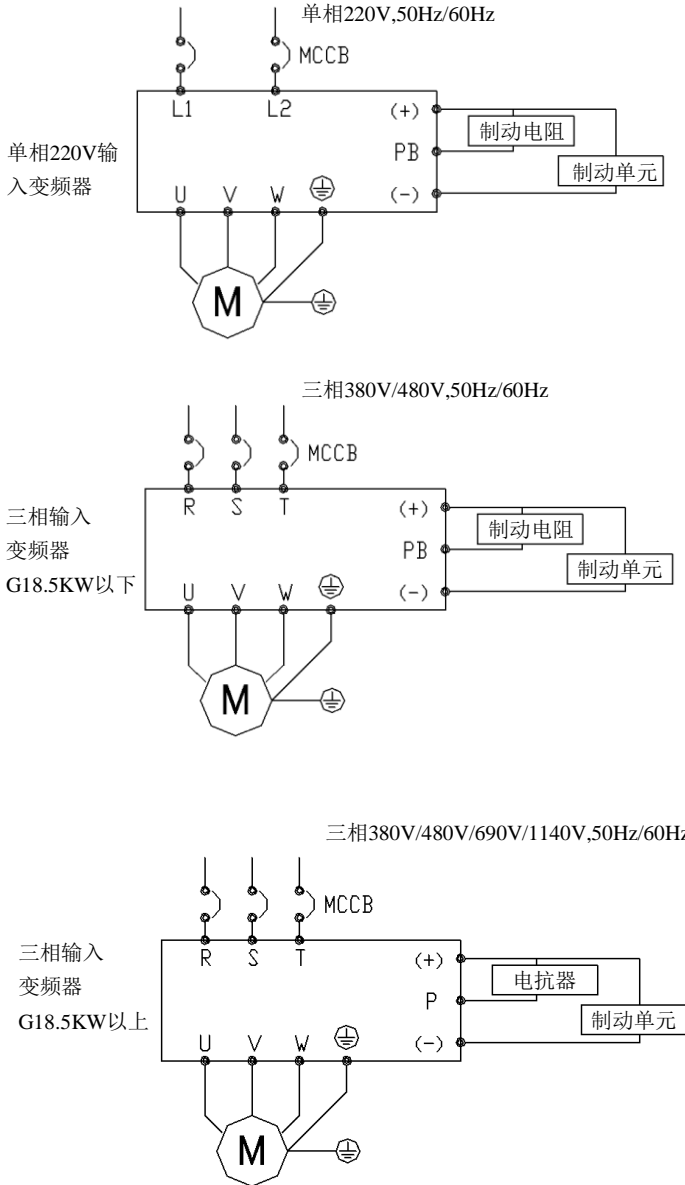 单相220V,50Hz/60Hz
MCCB
L1 L2 (+)
制动电阻
单相220V输
入变频器
PB
制动单元
U V W (-)
M
三相380V/480V,50Hz/60Hz
MCCB
R S T (+)
制动电阻
三相输入
变频器
G18.5KW以下
PB
制动单元
U V W (-)
M
三相380V/480V/690V/1140V,50Hz/60Hz
MCCB
R S T (+)
电抗器
三相输入
变频器
G18.5KW以上
P
制动单元
U V W (-)
M